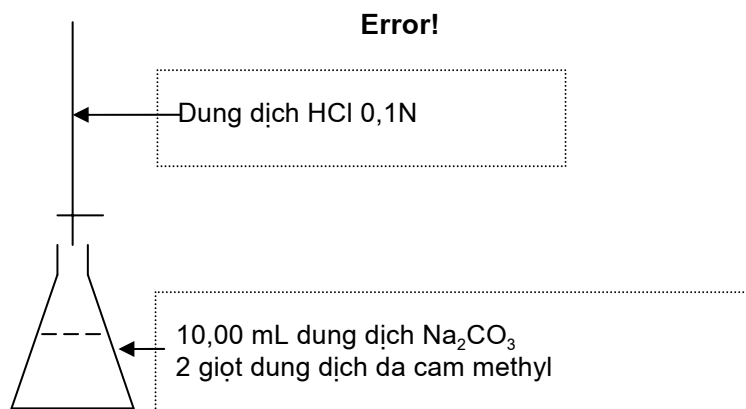 Error!
Dung dịch HCl 0,1N
10,00 mL dung dịch Na₂CO₃
2 giọt dung dịch da cam methyl